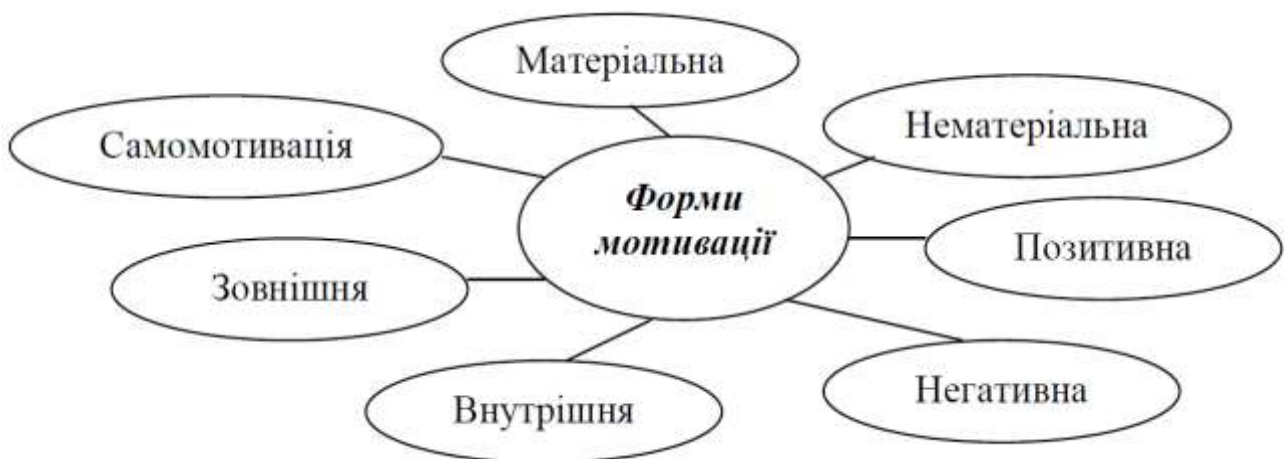 Матеріальна
Нематеріальна
Самомотивація
Форми
мотивації
Позитивна
Зовнішня
Негативна
Внутрішня